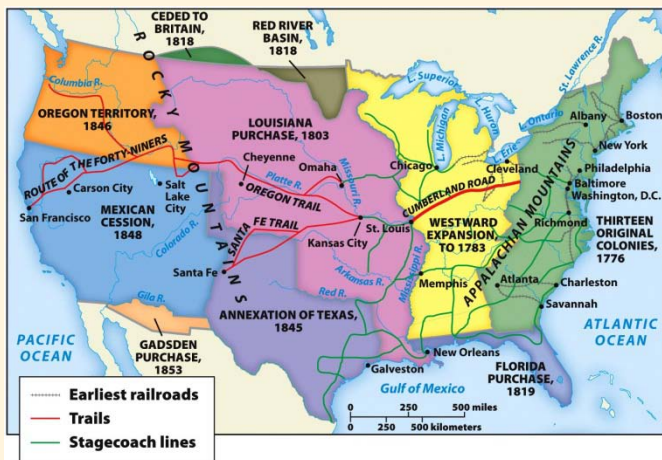 CEDED TO
BRITAIN,
1818
RED RIVER
BASIN, 1818
ROCKY MOUNTAINS
Columbia R.
OREGON TERRITORY,
1846
LOUISIANA
PURCHASE, 1803
L. Superior
L. Michigan
L. Huron
L. Ontario
L. Erie
St. Lawrence R.
Albany
Boston
New York
Philadelphia
Baltimore
Washington, D.C.
Richmond
Cleveland
Chicago
ROUTE OF THE FORTY-NINERS
Carson City
Salt
Lake
City
San Francisco
MEXICAN
CESSION,
1848
Colorado R.
Cheyenne
Omaha
Platte R.
Missouri R.
OREGON TRAIL
SANTA FE TRAIL
Kansas City
St. Louis
CUMBERLAND ROAD
WESTWARD
EXPANSION,
TO 1783
APPALACHIAN MOUNTAINS
THIRTEEN
ORIGINAL
COLONIES,
1776
Santa Fe
Arkansas R.
Red R.
Mississippi R.
Memphis
Atlanta
Charleston
Savannah
Gila R.
ANNEXATION OF TEXAS,
1845
PACIFIC
OCEAN
GADSDEN
PURCHASE,
1853
ATLANTIC
OCEAN
New Orleans
Galveston
Gulf of Mexico
FLORIDA
PURCHASE,
1819
Earliest railroads
Trails
Stagecoach lines
0 250 500 miles
0 250 500 kilometers